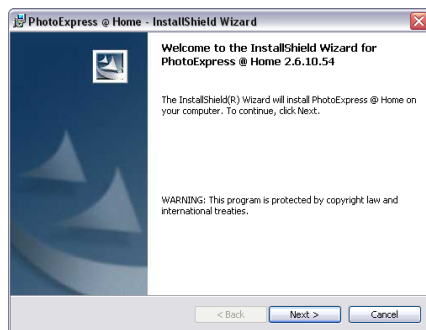 PhotoExpress @ Home - InstallShield Wizard
Welcome to the InstallShield Wizard for
PhotoExpress @ Home 2.6.10.54
The InstallShield(R) Wizard will install PhotoExpress @ Home on
your computer. To continue, click Next.
WARNING: This program is protected by copyright law and
international treaties.
< Back
Next >
Cancel